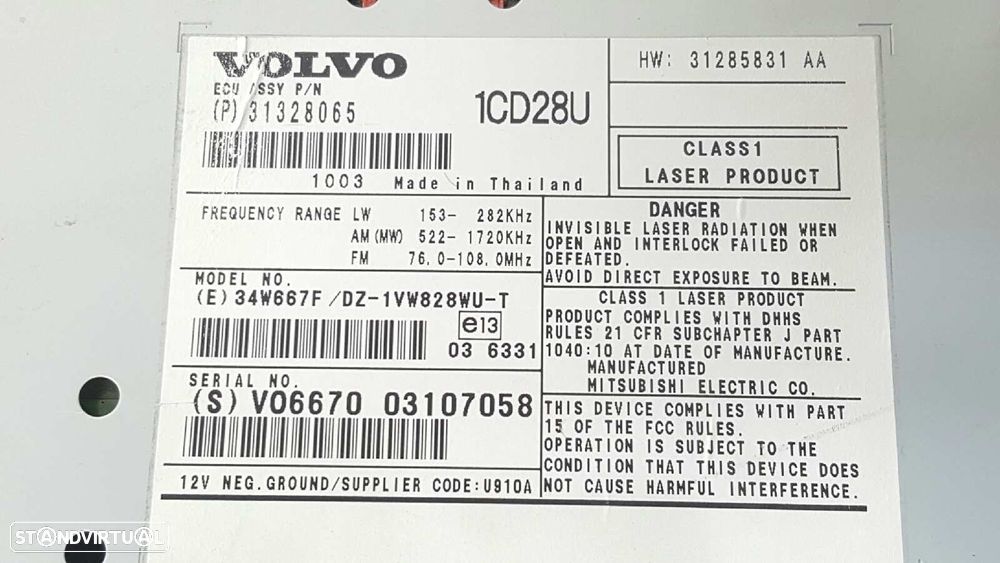 VOLVO
ECU ASSY P/N
(P) 31328065
1CD28U
1003 Made in Thailand
HW: 31285831 AA
CLASS1
LASER PRODUCT
FREQUENCY RANGE LW 153- 282KHz
AM (MW) 522- 1720KHz
FM 76.0-108.0MHz
MODEL NO.
(E) 34W667F/DZ-1VW828WU-T
e13
03 6331
SERIAL NO.
(S) VO6670 03107058
12V NEG.GROUND/SUPPLIER CODE:U910A
DANGER
INVISIBLE LASER RADIATION WHEN
OPEN AND INTERLOCK FAILED OR
DEFEATED.
AVOID DIRECT EXPOSURE TO BEAM.
CLASS 1 LASER PRODUCT
PRODUCT COMPLIES WITH DHHS
RULES 21 CFR SUBCHAPTER J PART
1040:10 AT DATE OF MANUFACTURE.
MANUFACTURED
MITSUBISHI ELECTRIC CO.
THIS DEVICE COMPLIES WITH PART
15 OF THE FCC RULES.
OPERATION IS SUBJECT TO THE
CONDITION THAT THIS DEVICE DOES
NOT CAUSE HARMFUL INTERFERENCE.
STANDVIRTUAL